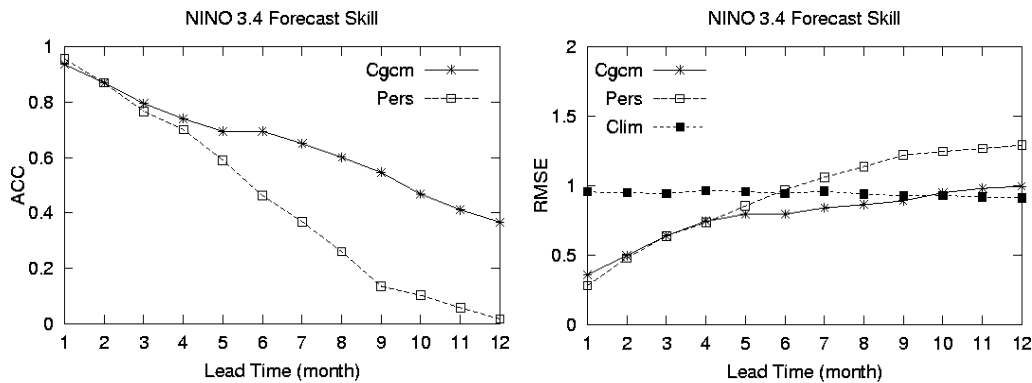 NINO 3.4 Forecast Skill
ACC
1
0.8
0.6
0.4
0.2
0
Cgcm
Pers
1 2 3 4 5 6 7 8 9 10 11 12
Lead Time (month)
NINO 3.4 Forecast Skill
RMSE
2
1.5
1
0.5
0
Cgcm
Pers
Clim
1 2 3 4 5 6 7 8 9 10 11 12
Lead Time (month)